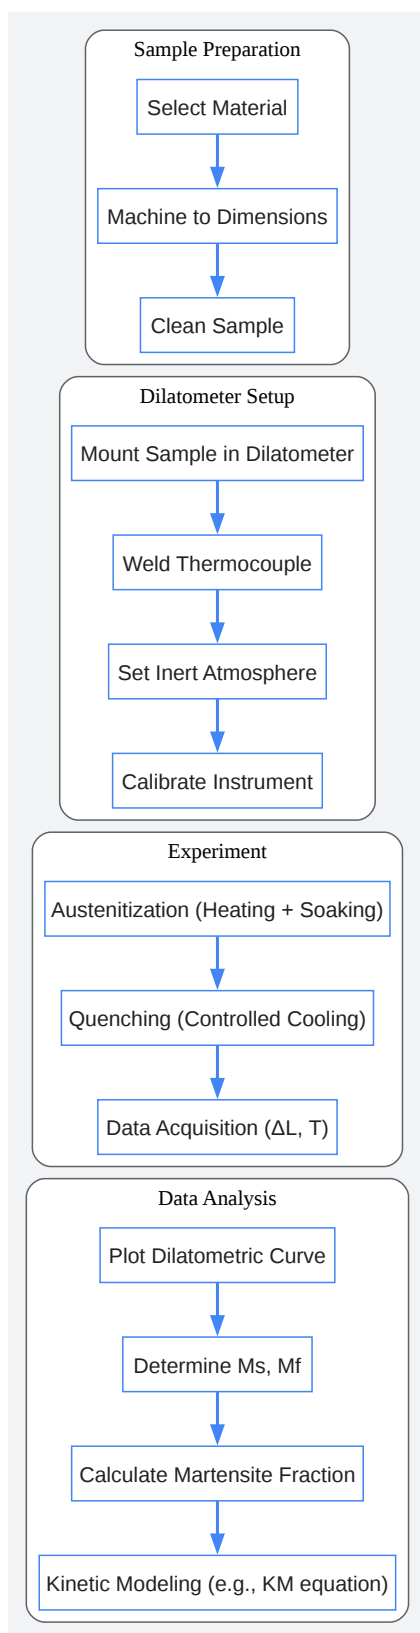 Sample Preparation
Select Material
Machine to Dimensions
Clean Sample
Dilatometer Setup
Mount Sample in Dilatometer
Weld Thermocouple
Set Inert Atmosphere
Calibrate Instrument
Experiment
Austenitization (Heating + Soaking)
Quenching (Controlled Cooling)
Data Acquisition (ΔL, T)
Data Analysis
Plot Dilatometric Curve
Determine Ms, Mf
Calculate Martensite Fraction
Kinetic Modeling (e.g., KM equation)